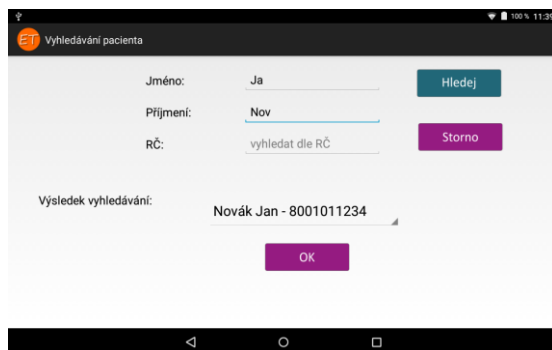 100 % 11:39
ET Vyhledávání pacienta
Jméno: Ja Hledej
Příjmení: Nov
RČ: vyhledat dle RČ Storno
Výsledek vyhledávání:
Novák Jan - 8001011234
OK